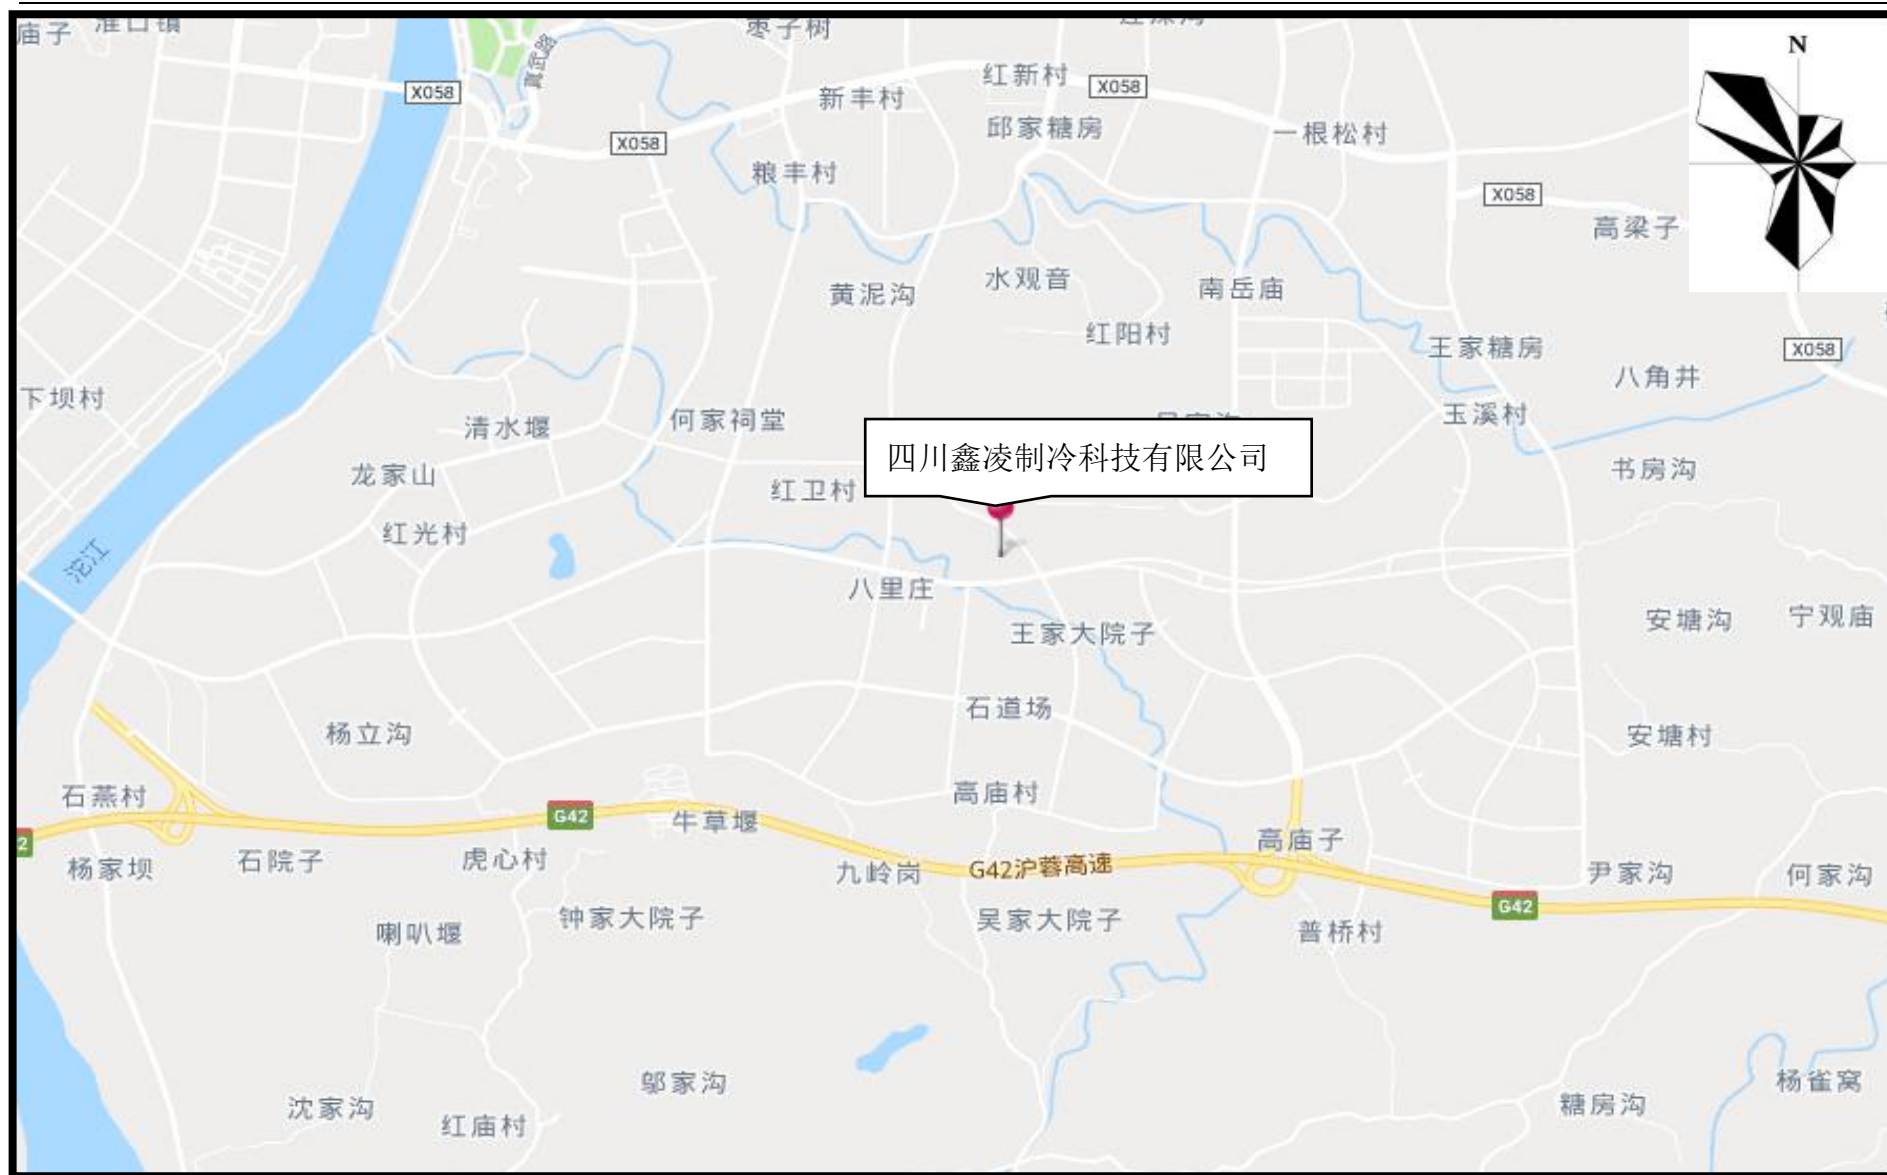 庙子
淮口镇
枣子树
真武路
N
X058
红新村
X058
新丰村
X058
邱家糖房
一根松村
粮丰村
X058
高梁子
水观音
南岳庙
黄泥沟
红阳村
王家糖房
X058
八角井
下坝村
清水堰
何家祠堂
玉溪村
四川鑫凌制冷科技有限公司
书房沟
龙家山
红卫村
红光村
沱江
八里庄
安塘沟
宁观庙
王家大院子
石道场
杨立沟
安塘村
石燕村
高庙村
G42
牛草堰
2
高庙子
杨家坝
石院子
虎心村
九岭岗
G42沪蓉高速
尹家沟
何家沟
G42
喇叭堰
钟家大院子
吴家大院子
普桥村
邬家沟
杨雀窝
沈家沟
糖房沟
红庙村